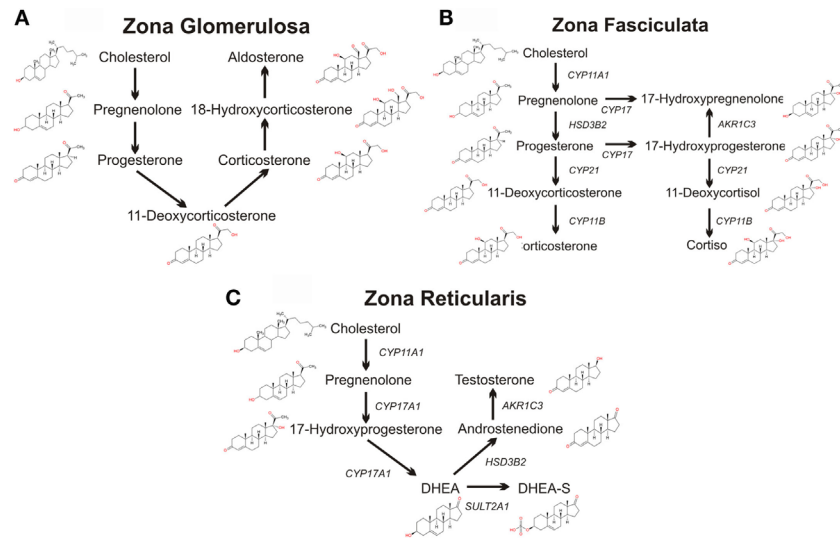 A
Zona Glomerulosa
Cholesterol
Aldosterone
Pregnenolone
18-Hydroxycorticosterone
Progesterone
Corticosterone
11-Deoxycorticosterone
B
Zona Fasciculata
Cholesterol
CYP11A1
Pregnenolone
17-Hydroxypregnenolone
CYP17
HSD3B2
AKR1C3
Progesterone
17-Hydroxyprogesterone
CYP17
CYP21
CYP21
11-Deoxycorticosterone
11-Deoxycortisol
CYP11B
CYP11B
orticosterone
Cortiso
C
Zona Reticularis
Cholesterol
CYP11A1
Pregnenolone
Testosterone
CYP17A1
AKR1C3
17-Hydroxyprogesterone
Androstenedione
CYP17A1
HSD3B2
DHEA
DHEA-S
SULT2A1